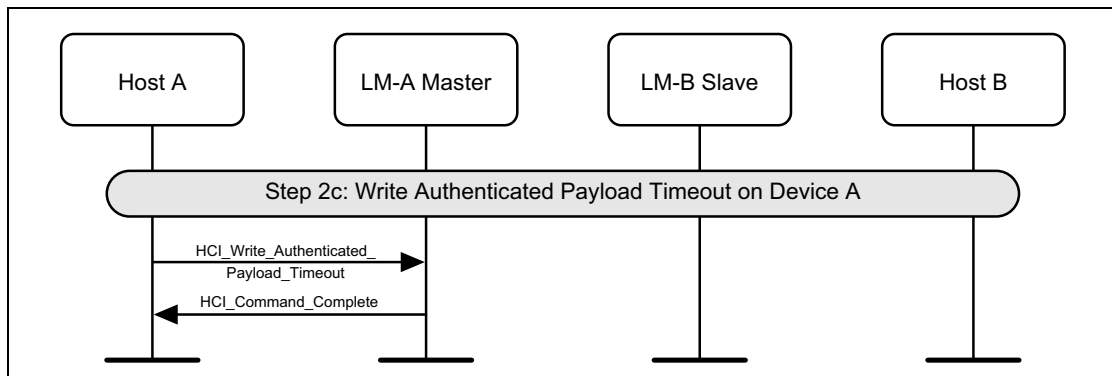 Host A
LM-A Master
LM-B Slave
Host B
Step 2c: Write Authenticated Payload Timeout on Device A
HCI_Write_Authenticated_
Payload_Timeout
HCI_Command_Complete